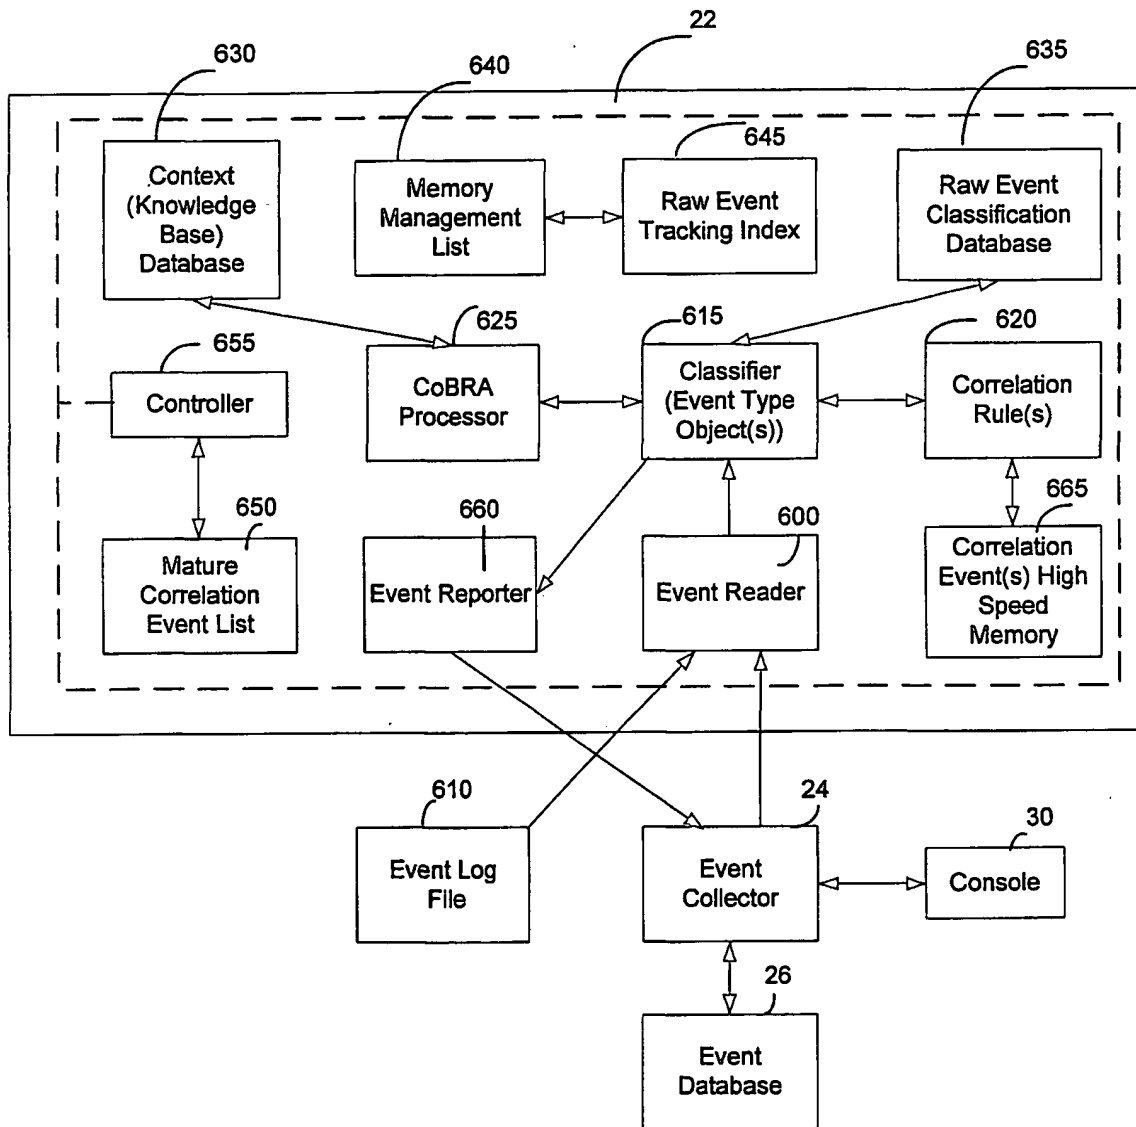 22
630
640
645
635
Context
(Knowledge
Base)
Database
Memory
Management
List
Raw Event
Tracking Index
Raw Event
Classification
Database
655
625
615
620
Controller
CoBRA
Processor
Classifier
(Event Type
Object(s))
Correlation
Rule(s)
650
660
600
665
Mature
Correlation
Event List
Event Reporter
Event Reader
Correlation
Event(s) High
Speed
Memory
610
24
30
Event Log
File
Event
Collector
Console
26
Event
Database